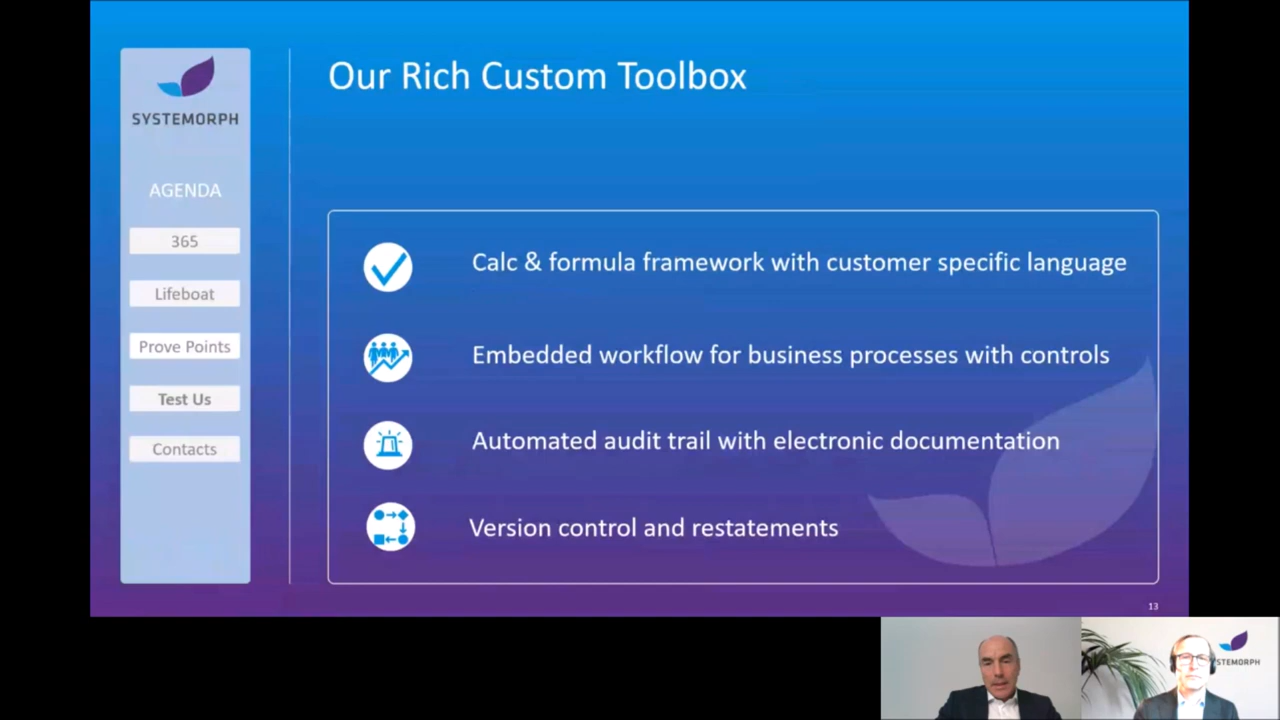 SYSTEMORPH
AGENDA
365
Lifeboat
Prove Points
Test Us
Contacts
Our Rich Custom Toolbox
Calc & formula framework with customer specific language
Embedded workflow for business processes with controls
Automated audit trail with electronic documentation
Version control and restatements
13
STEMORPH